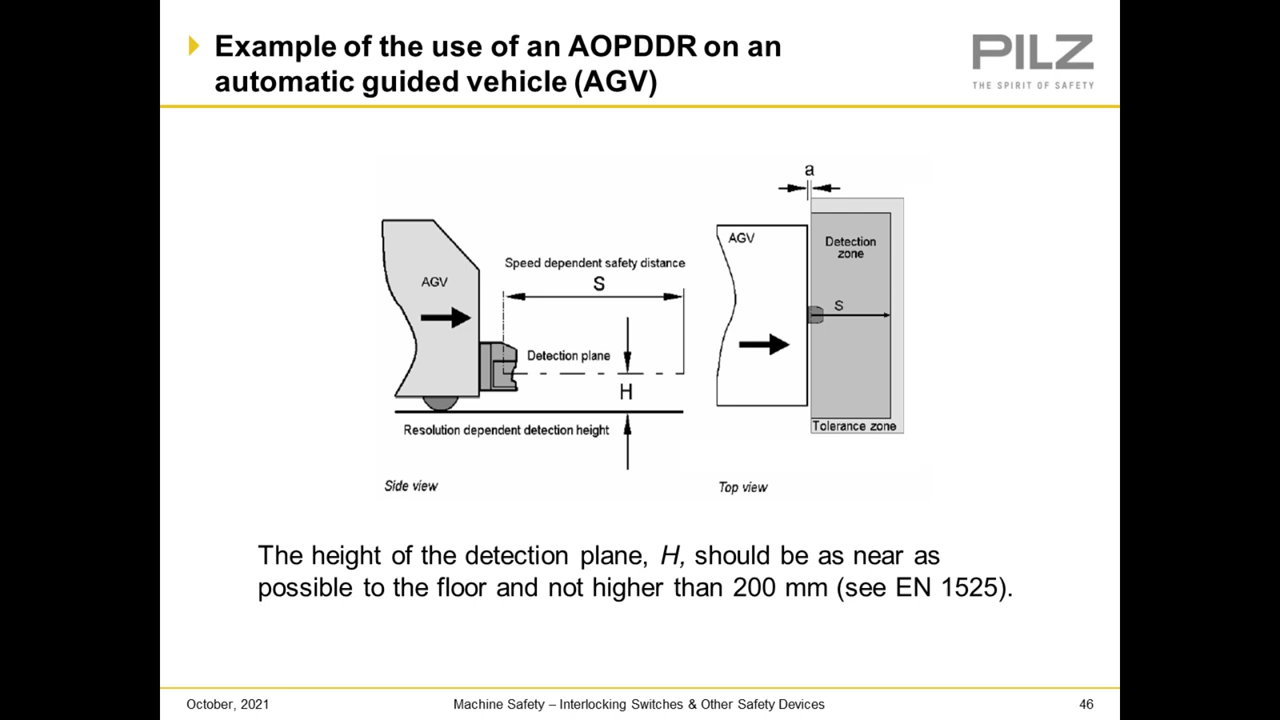 Example of the use of an AOPDDR on an
automatic guided vehicle (AGV)
PILZ
THE SPIRIT OF SAFETY
AGV
Speed dependent safety distance
S
Detection plane
H
Resolution dependent detection height
Side view
a
AGV
Detection
zone
S
Tolerance zone
Top view
The height of the detection plane, H, should be as near as
possible to the floor and not higher than 200 mm (see EN 1525).
October, 2021
Machine Safety – Interlocking Switches & Other Safety Devices
46